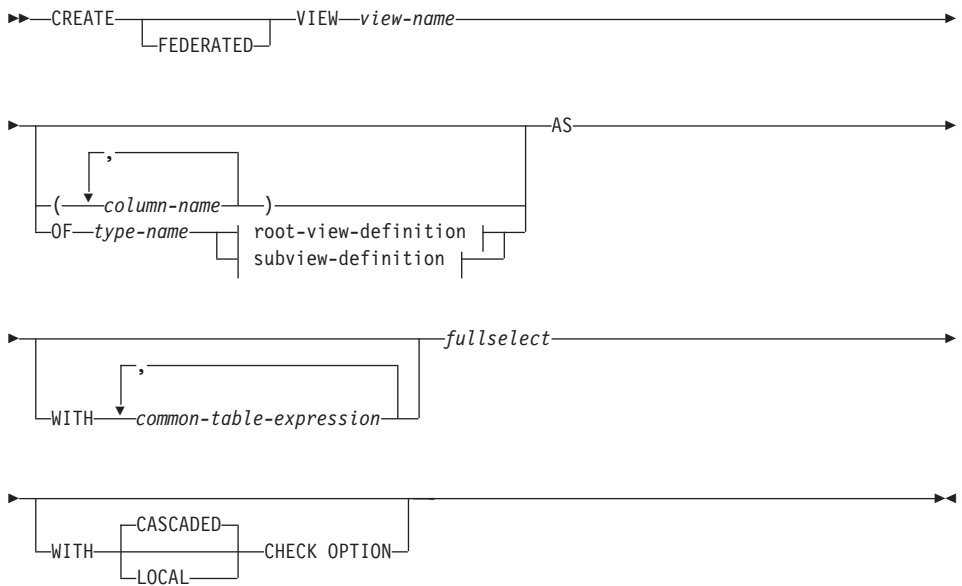 CREATE VIEW view-name
FEDERATED
AS
,
( column-name )
OF type-name root-view-definition
subview-definition
fullselect
,
WITH common-table-expression
CASCADED
WITH CHECK OPTION
LOCAL